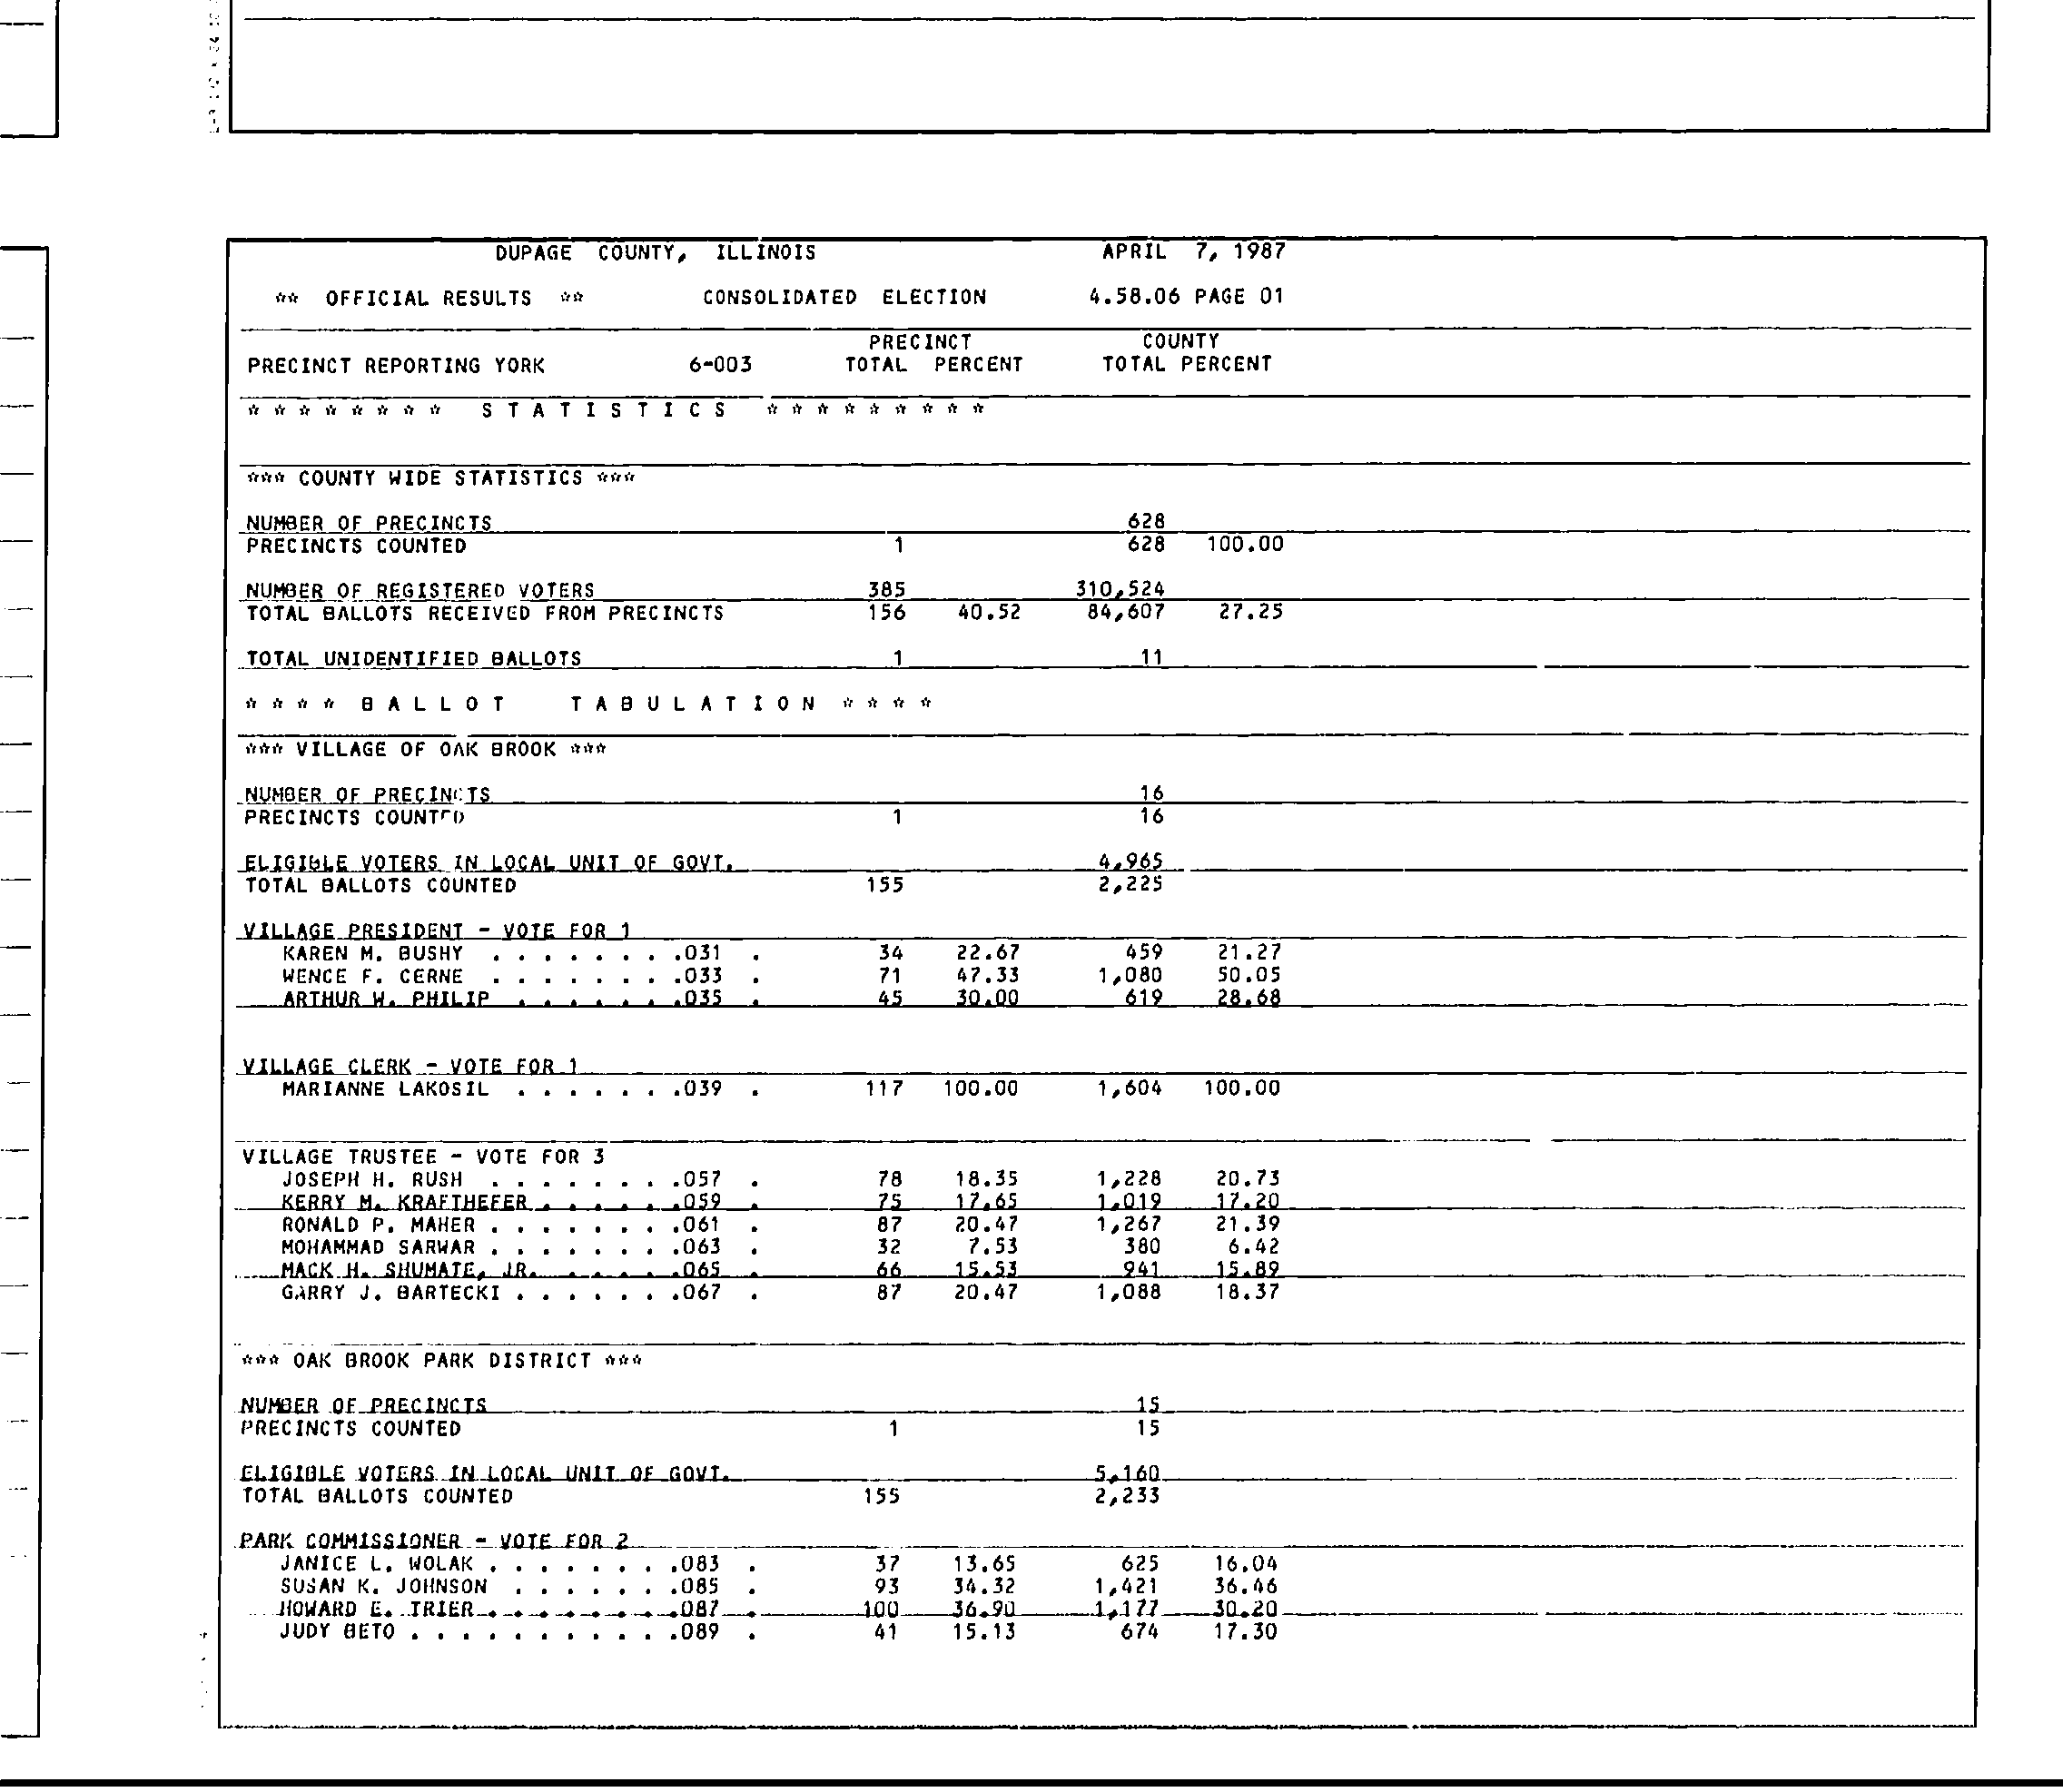 DUPAGE COUNTY, ILLINOIS APRIL 7, 1987
** OFFICIAL RESULTS ** CONSOLIDATED ELECTION 4.58.06 PAGE 01
PRECINCT COUNTY
PRECINCT REPORTING YORK 6-003 TOTAL PERCENT TOTAL PERCENT
* * * * * * * * S T A T I S T I C S * * * * * * * * *
*** COUNTY WIDE STATISTICS ***
NUMBER OF PRECINCTS 628
PRECINCTS COUNTED 1 628 100.00
NUMBER OF REGISTERED VOTERS 385 310,524
TOTAL BALLOTS RECEIVED FROM PRECINCTS 156 40.52 84,607 27.25
TOTAL UNIDENTIFIED BALLOTS 1 11
* * * * B A L L O T T A B U L A T I O N * * * *
*** VILLAGE OF OAK BROOK ***
NUMBER OF PRECINCTS 16
PRECINCTS COUNTED 1 16
ELIGIBLE VOTERS IN LOCAL UNIT OF GOVT. 4,965
TOTAL BALLOTS COUNTED 155 2,225
VILLAGE PRESIDENT - VOTE FOR 1
KAREN M. BUSHY . . . . . . . .031 . 34 22.67 459 21.27
WENCE F. CERNE . . . . . . . .033 . 71 47.33 1,080 50.05
ARTHUR W. PHILIP . . . . . . .035 . 45 30.00 619 28.68
VILLAGE CLERK - VOTE FOR 1
MARIANNE LAKOSIL . . . . . . .039 . 117 100.00 1,604 100.00
VILLAGE TRUSTEE - VOTE FOR 3
JOSEPH H. RUSH . . . . . . . .057 . 78 18.35 1,228 20.73
KERRY M. KRAFTHEFER . . . . . .059 . 75 17.65 1,019 17.20
RONALD P. MAHER . . . . . . . .061 . 87 20.47 1,267 21.39
MOHAMMAD SARWAR . . . . . . . .063 . 32 7.53 380 6.42
MACK H. SHUMATE, JR. . . . . . .065 . 66 15.53 941 15.89
GARRY J. BARTECKI . . . . . . .067 . 87 20.47 1,088 18.37
*** OAK BROOK PARK DISTRICT ***
NUMBER OF PRECINCTS 15
PRECINCTS COUNTED 1 15
ELIGIBLE VOTERS IN LOCAL UNIT OF GOVT. 5,160
TOTAL BALLOTS COUNTED 155 2,233
PARK COMMISSIONER - VOTE FOR 2
JANICE L. WOLAK . . . . . . . .083 . 37 13.65 625 16.04
SUSAN K. JOHNSON . . . . . . .085 . 93 34.32 1,421 36.46
HOWARD E. TRIER . . . . . . . .087 . 100 36.90 1,177 30.20
JUDY BETO . . . . . . . . . . .089 . 41 15.13 674 17.30